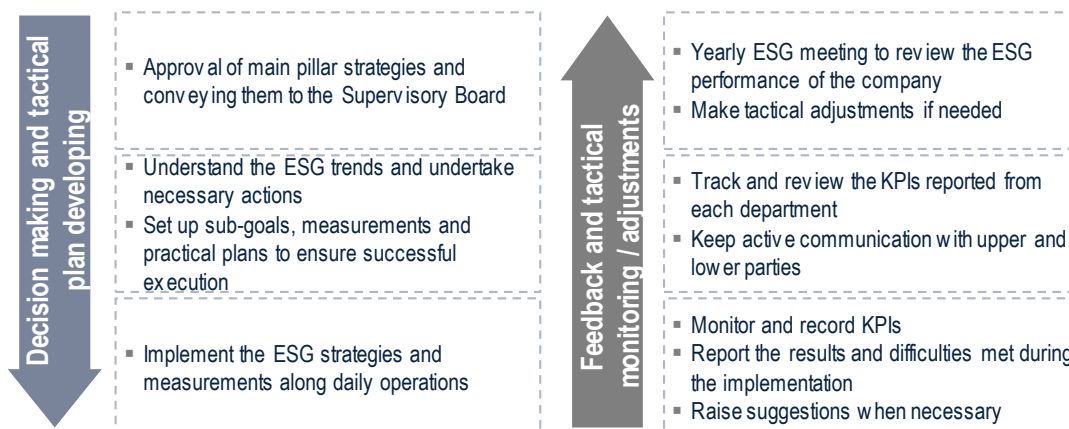 Decision making and tactical
plan developing
▪ Approval of main pillar strategies and
conveying them to the Supervisory Board
▪ Understand the ESG trends and undertake
necessary actions
▪ Set up sub-goals, measurements and
practical plans to ensure successful
execution
▪ Implement the ESG strategies and
measurements along daily operations
Feedback and tactical
monitoring / adjustments
▪ Yearly ESG meeting to review the ESG
performance of the company
▪ Make tactical adjustments if needed
▪ Track and review the KPIs reported from
each department
▪ Keep active communication with upper and
lower parties
▪ Monitor and record KPIs
▪ Report the results and difficulties met during
the implementation
▪ Raise suggestions when necessary